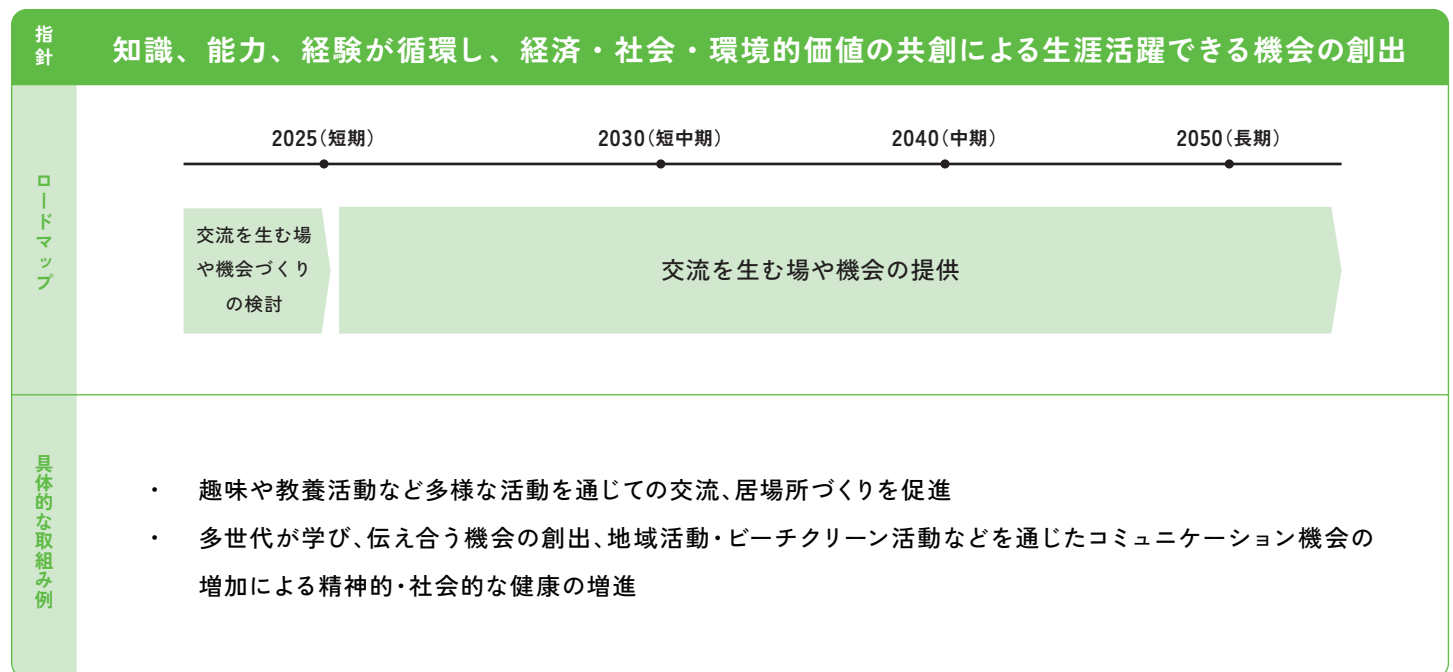 指針
知識、能力、経験が循環し、経済・社会・環境的価値の共創による生涯活躍できる機会の創出
ロードマップ
2025(短期)
2030(短中期)
2040(中期)
2050(長期)
交流を生む場
や機会づくり
の検討
交流を生む場や機会の提供
具体的な取組み例
・ 趣味や教養活動など多様な活動を通じての交流、居場所づくりを促進
・ 多世代が学び、伝え合う機会の創出、地域活動・ビーチクリーン活動などを通じたコミュニケーション機会の
増加による精神的・社会的な健康の増進